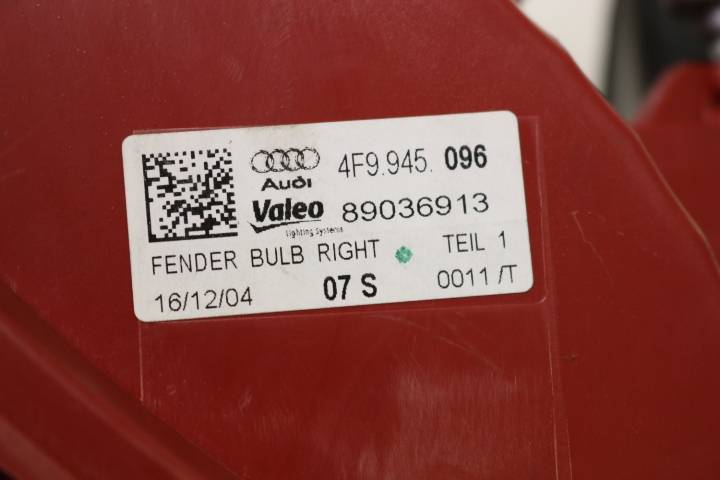 Audi 4F9.945. 096
Valeo 89036913
Lighting Systems
FENDER BULB RIGHT TEIL 1
16/12/04 07 S 0011 /T